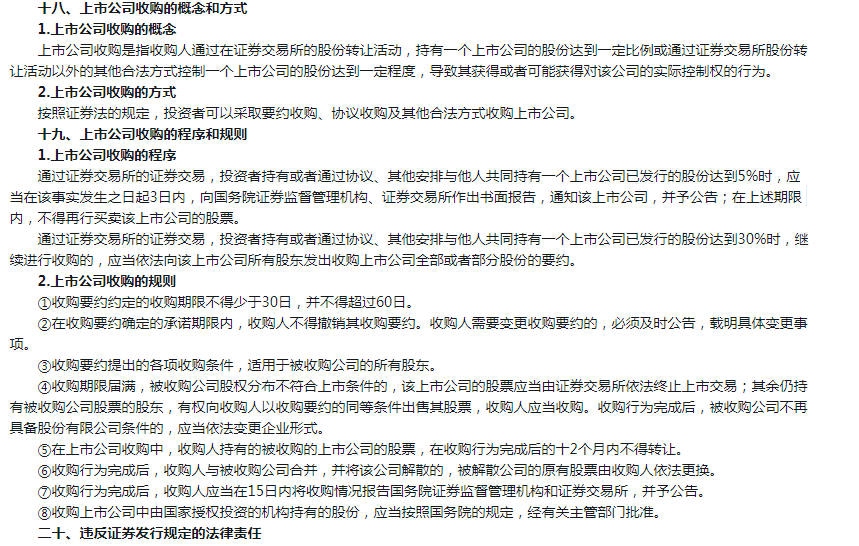 十八、上市公司收购的概念和方式
1.上市公司收购的概念
上市公司收购是指收购人通过在证券交易所的股份转让活动，持有一个上市公司的股份达到一定比例或通过证券交易所股份转
让活动以外的其他合法方式控制一个上市公司的股份达到一定程度，导致其获得或者可能获得对该公司的实际控制权的行为。
2.上市公司收购的方式
按照证券法的规定，投资者可以采取要约收购、协议收购及其他合法方式收购上市公司。
十九、上市公司收购的程序和规则
1.上市公司收购的程序
通过证券交易所的证券交易，投资者持有或者通过协议、其他安排与他人共同持有一个上市公司已发行的股份达到5%时，应
当在该事实发生之日起3日内，向国务院证券监督管理机构、证券交易所作出书面报告，通知该上市公司，并予公告；在上述期限
内，不得再行买卖该上市公司的股票。
通过证券交易所的证券交易，投资者持有或者通过协议、其他安排与他人共同持有一个上市公司已发行的股份达到30%时，继
续进行收购的，应当依法向该上市公司所有股东发出收购上市公司全部或者部分股份的要约。
2.上市公司收购的规则
①收购要约约定的收购期限不得少于30日，并不得超过60日。
②在收购要约确定的承诺期限内，收购人不得撤销其收购要约。收购人需要变更收购要约的，必须及时公告，载明具体变更事
项。
③收购要约提出的各项收购条件，适用于被收购公司的所有股东。
④收购期限届满，被收购公司股权分布不符合上市条件的，该上市公司的股票应当由证券交易所依法终止上市交易；其余仍持
有被收购公司股票的股东，有权向收购人以收购要约的同等条件出售其股票，收购人应当收购。收购行为完成后，被收购公司不再
具备股份有限公司条件的，应当依法变更企业形式。
⑤在上市公司收购中，收购人持有的被收购的上市公司的股票，在收购行为完成后的十2个月内不得转让。
⑥收购行为完成后，收购人与被收购公司合并，并将该公司解散的，被解散公司的原有股票由收购人依法更换。
⑦收购行为完成后，收购人应当在15日内将收购情况报告国务院证券监督管理机构和证券交易所，并予公告。
⑧收购上市公司中由国家授权投资的机构持有的股份，应当按照国务院的规定，经有关主管部门批准。
二十、违反证券发行规定的法律责任